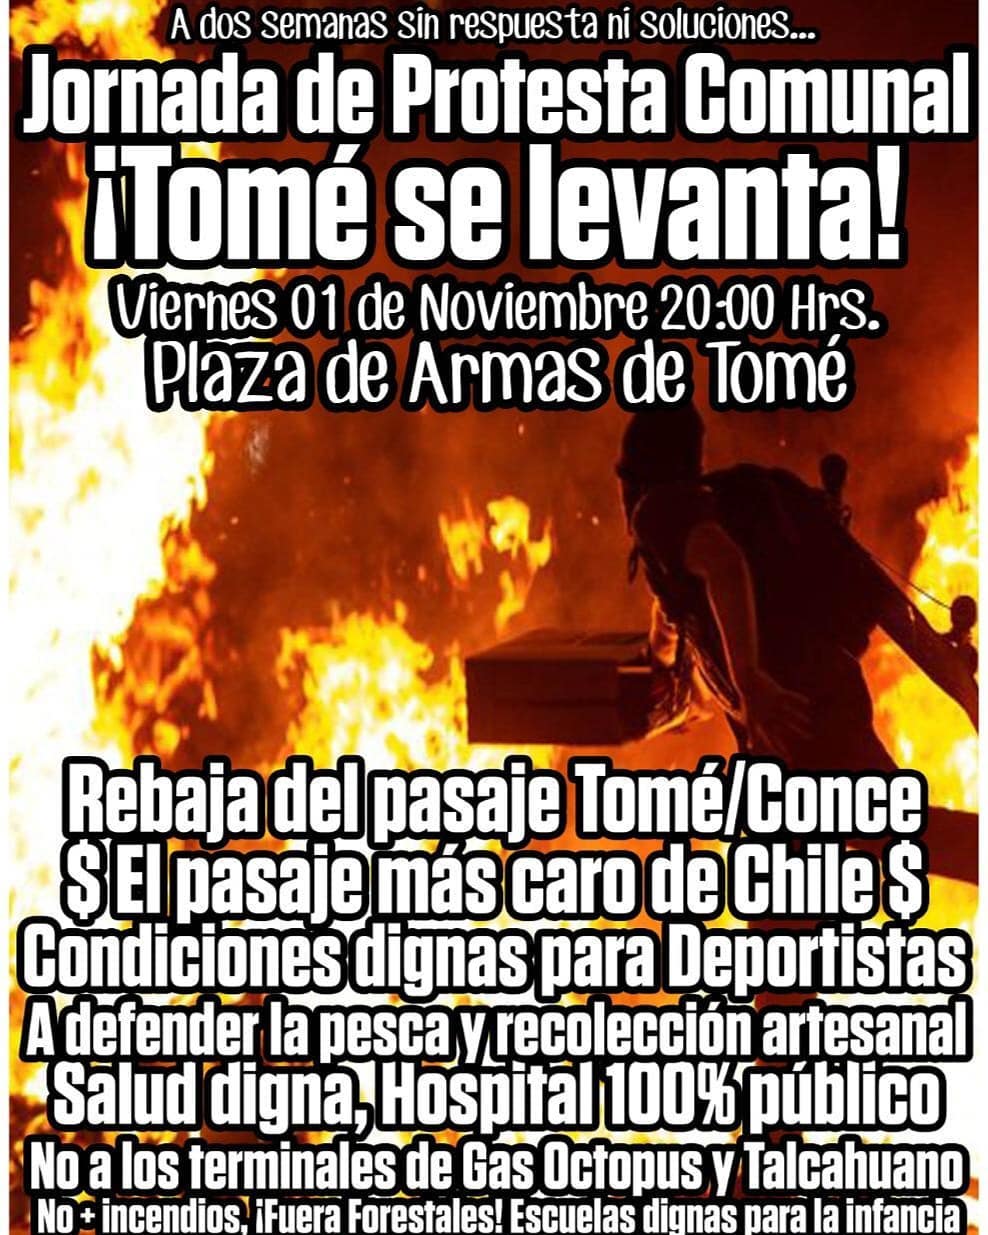 A dos semanas sin respuesta ni soluciones...
Jornada de Protesta Comunal
¡Tomé se levanta!
Viernes 01 de Noviembre 20:00 Hrs.
Plaza de Armas de Tomé
Rebaja del pasaje Tomé/Conce
$ El pasaje más caro de Chile $
Condiciones dignas para Deportistas
A defender la pesca y recolección artesanal
Salud digna, Hospital 100% público
No a los terminales de Gas Octopus y Talcahuano
No + incendios, ¡Fuera Forestales! Escuelas dignas para la infancia